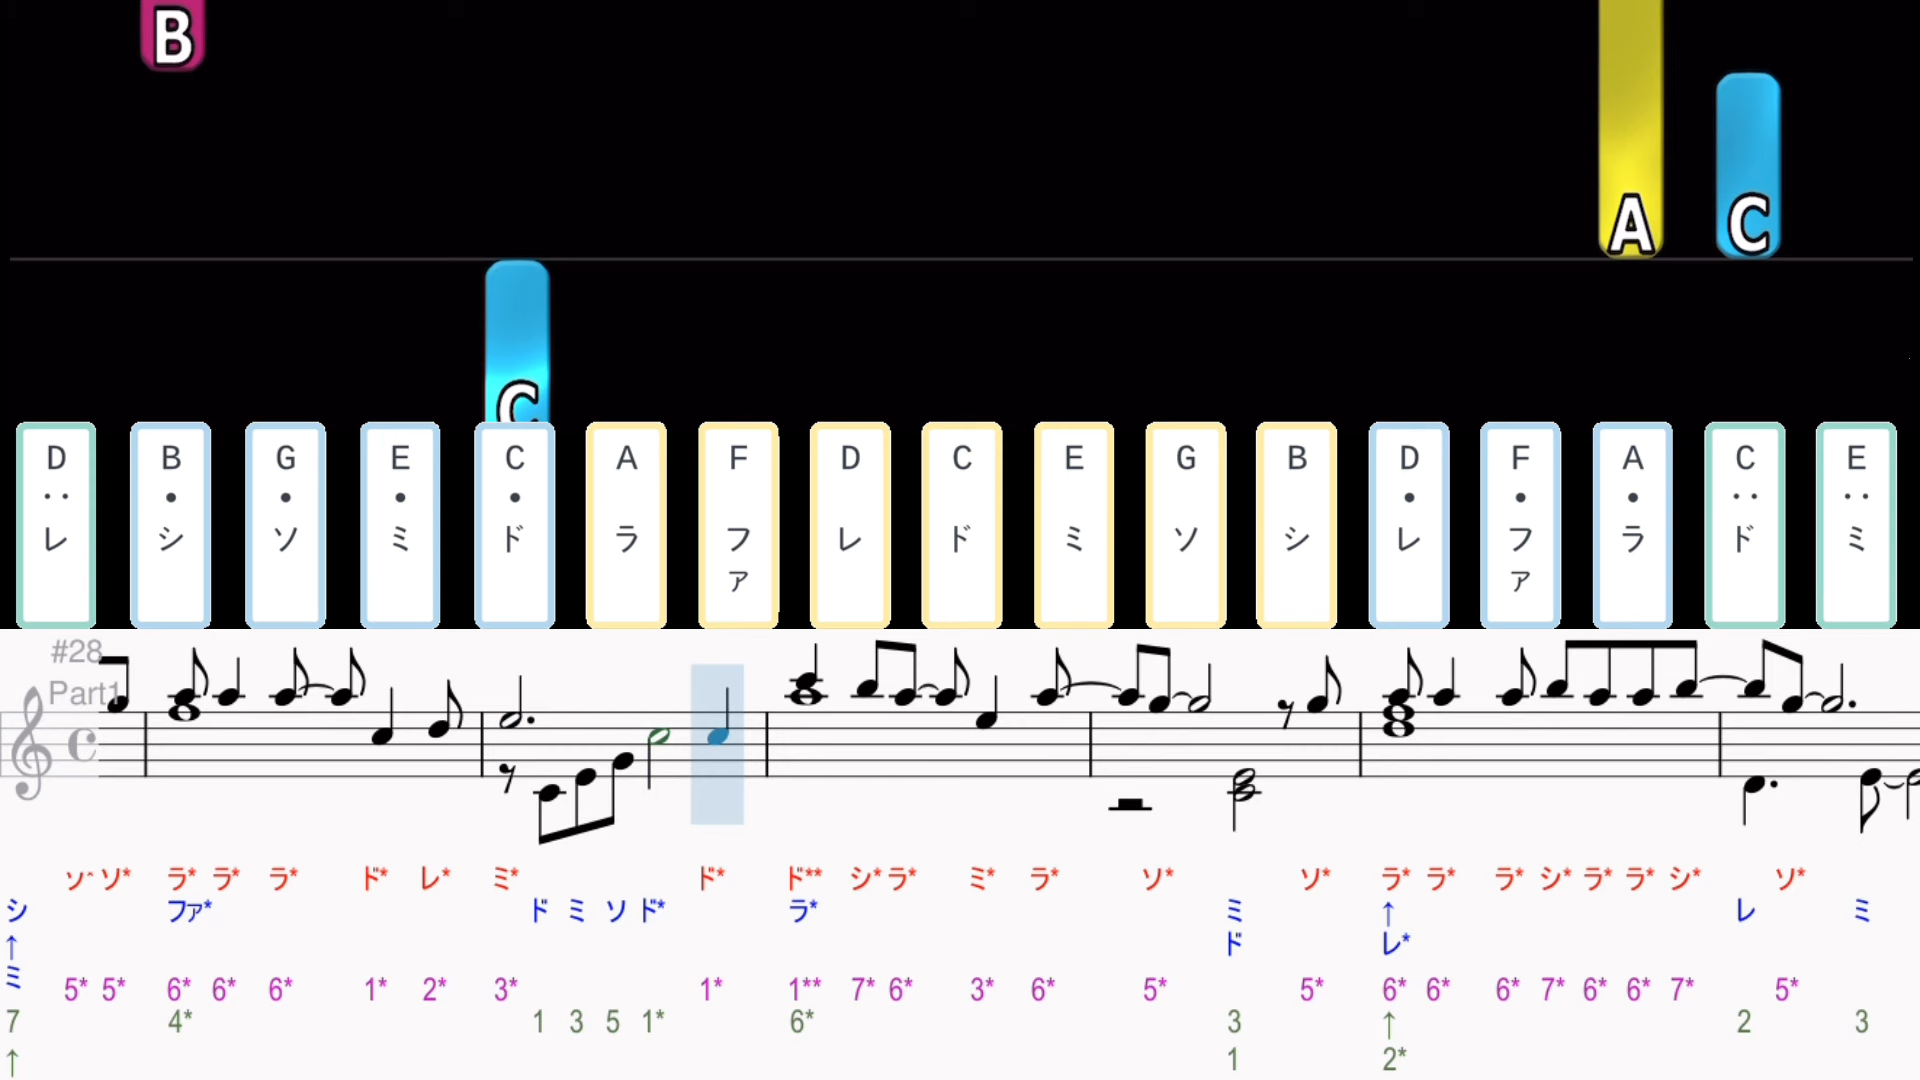 B
A C
C
D B G E C A F D C E G B D F A C E
‥ • • • • • • • ‥ ‥
レ シ ソ ミ ド ラ ファ レ ド ミ ソ シ レ ファ ラ ド ミ
#28
Part1
ソ* ソ* ラ* ラ* ラ* ド* レ* ミ* ド* ド** シ* ラ* ミ* ラ* ソ* ソ* ラ* ラ* ラ* シ* ラ* ラ* シ* ソ*
シ ファ* ド ミ ソ ド* ラ* ミ ↑ レ ミ
↑ ド レ*
ミ
5* 5* 6* 6* 6* 1* 2* 3* 1* 1** 7* 6* 3* 6* 5* 5* 6* 6* 6* 7* 6* 6* 7* 5*
7 4* 1 3 5 1* 6* 3 ↑ 2 3
↑ 1 2*